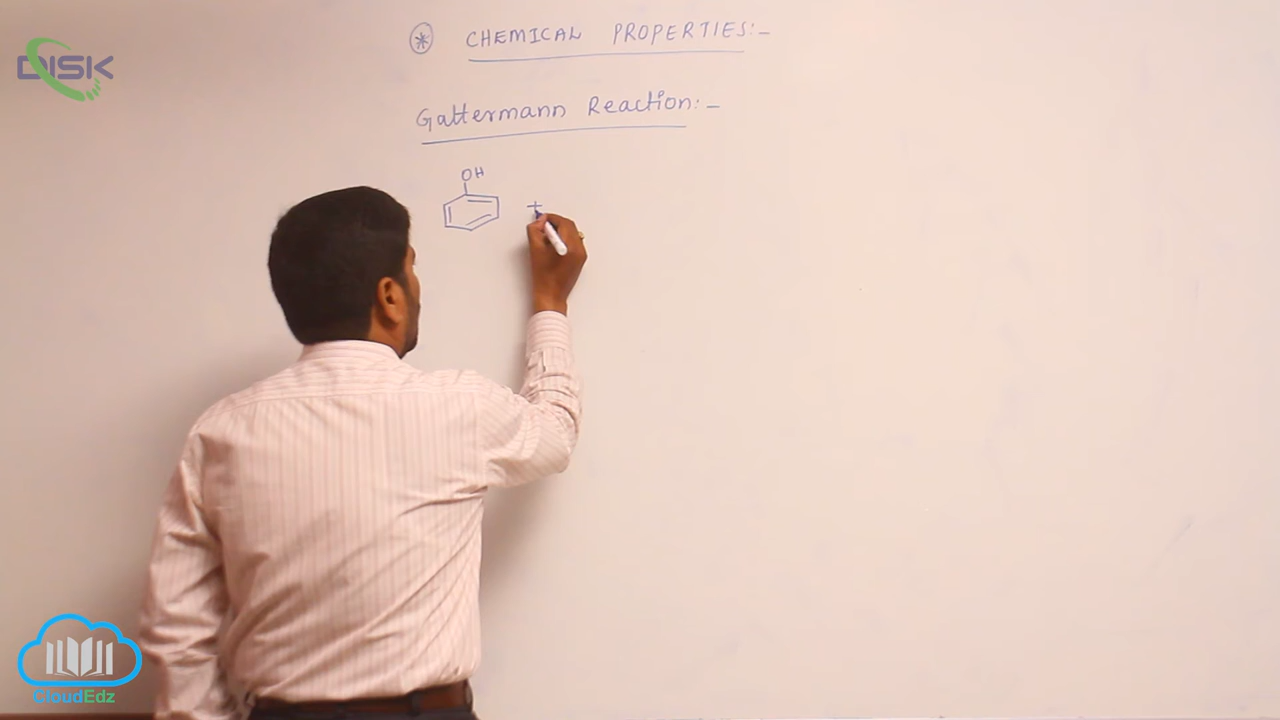 DISK
* CHEMICAL PROPERTIES:-
Gattermann Reaction:-
OH
+
CloudEdz